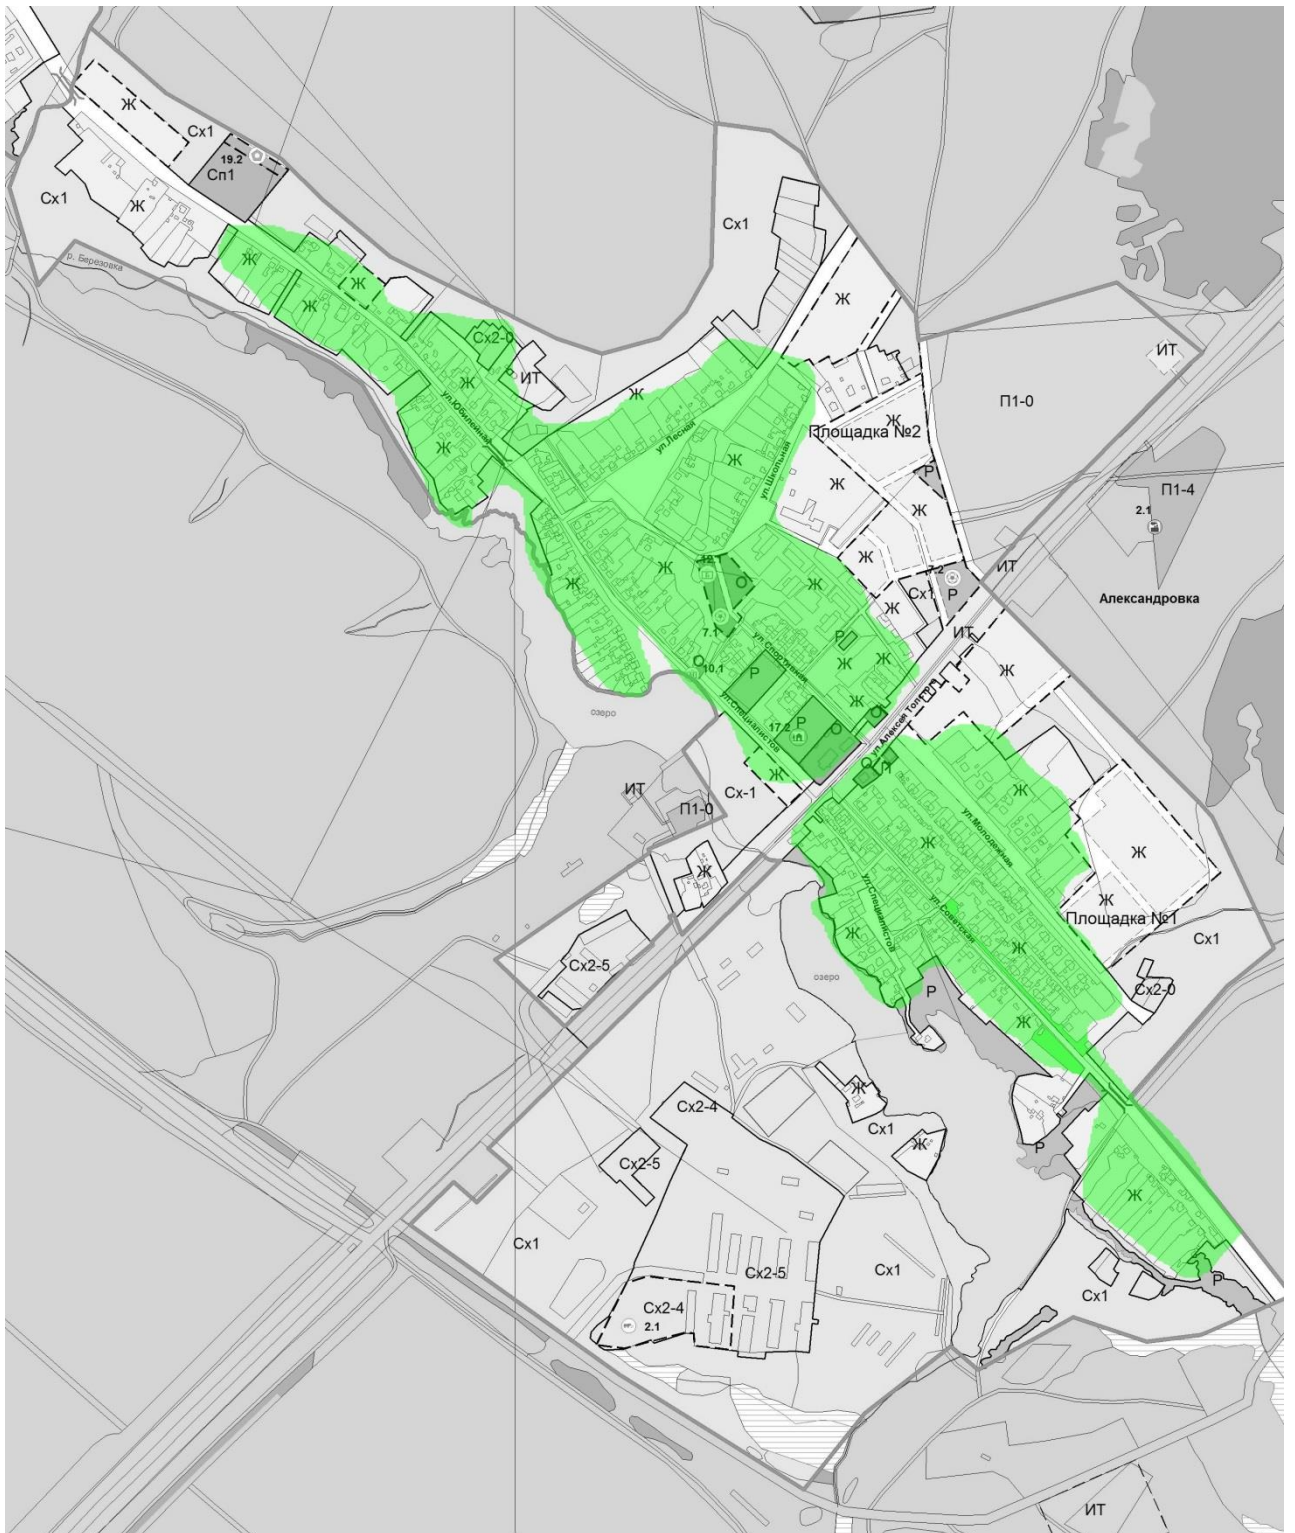 Ж
Сх1
19.2
Сп1
Сх1
Ж
р. Березовка
Ж
Ж
Ж
Сх1
Ж
Сх2-0
ИТ
Ж
ул.Юбилейная
Ж
Ж
ул.Лесная
Ж
ул.Школьная
Площадка №2
Ж
Ж
Р
Ж
Ж
П1-0
ИТ
П1-4
2.1
Александровка
ИТ
7.2
Р
Сх1
Ж
ИТ
Ж
12.1
О
7.1
10.1
О
Ж
Ж
ул.Спортивная
Р
Ж
Ж
Ж
Р
17.2
Р
О
О
ул.Специалистов
озеро
Ж
Сх-1
ИТ
П1-0
Ж
ул.Алексея Толстого
О
П
Ж
Ж
ул.Молодежная
Ж
Ж
Площадка №1
Сх1
Сх2-0
ул.Специалистов
Ж
ул.Советская
Ж
Ж
озеро
Р
Сх2-5
Сх2-4
Сх2-5
Ж
Сх1
Ж
Р
Ж
Р
Сх1
Сх1
Сх2-5
Сх1
Сх2-4
2.1
ИТ